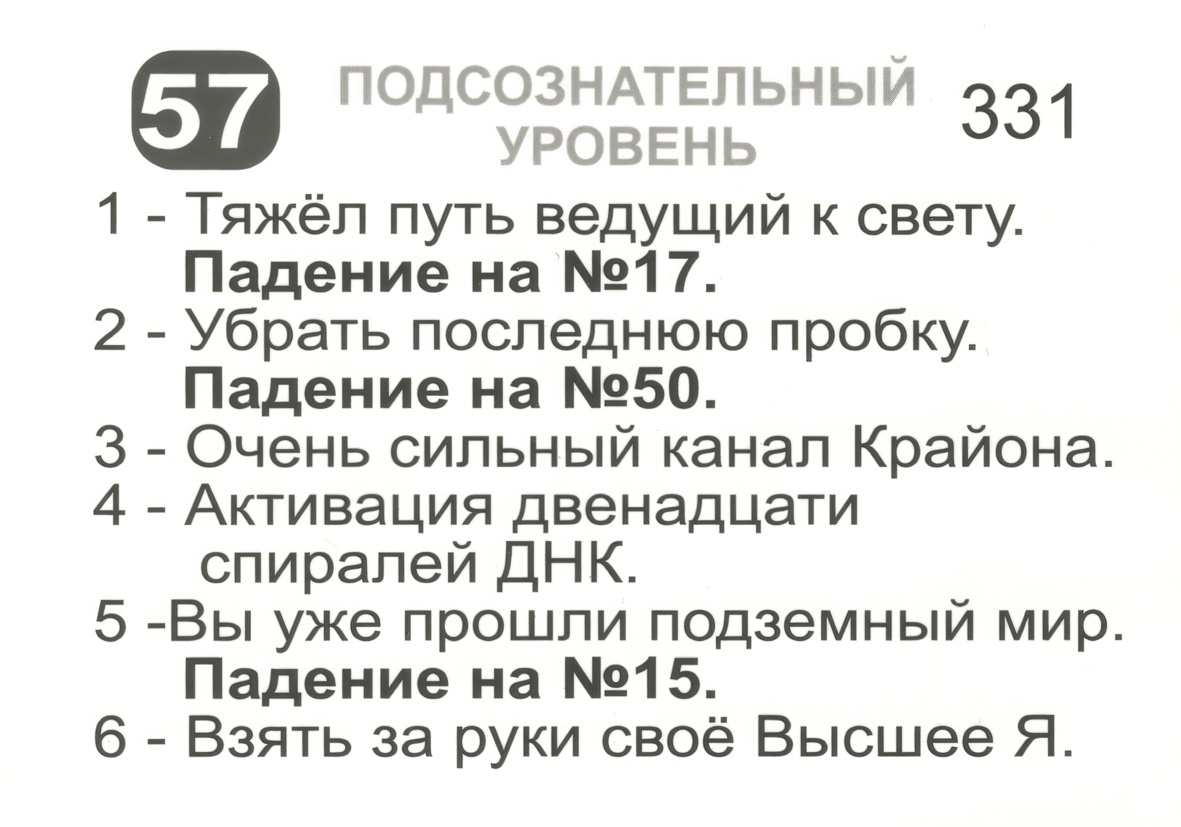 57
ПОДСОЗНАТЕЛЬНЫЙ
УРОВЕНЬ
331
1 - Тяжёл путь ведущий к свету.
Падение на №17.
2 - Убрать последнюю пробку.
Падение на №50.
3 - Очень сильный канал Крайона.
4 - Активация двенадцати
спиралей ДНК.
5 -Вы уже прошли подземный мир.
Падение на №15.
6 - Взять за руки своё Высшее Я.